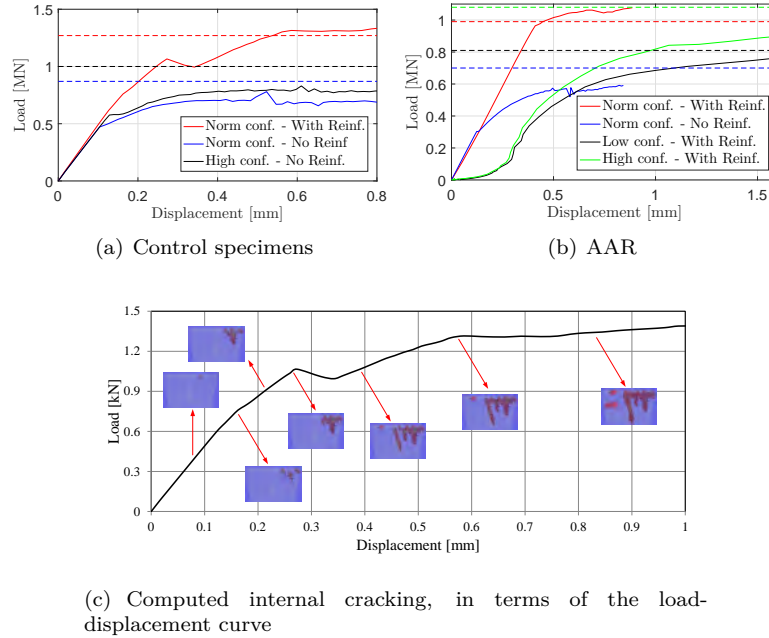 1.5
1
0.5
0
Load [MN]
Norm conf. - With Reinf.
Norm conf. - No Reinf
High conf. - No Reinf.
0 0.2 0.4 0.6 0.8
Displacement [mm]
(a) Control specimens
1
0.8
0.6
0.4
0.2
0
Load [MN]
Norm conf. - With Reinf.
Norm conf. - No Reinf.
Low conf. - With Reinf.
High conf. - With Reinf.
0 0.5 1 1.5
Displacement [mm]
(b) AAR
1.5
1.2
0.9
0.6
0.3
0
Load [kN]
0 0.1 0.2 0.3 0.4 0.5 0.6 0.7 0.8 0.9 1
Displacement [mm]
(c) Computed internal cracking, in terms of the load-
displacement curve